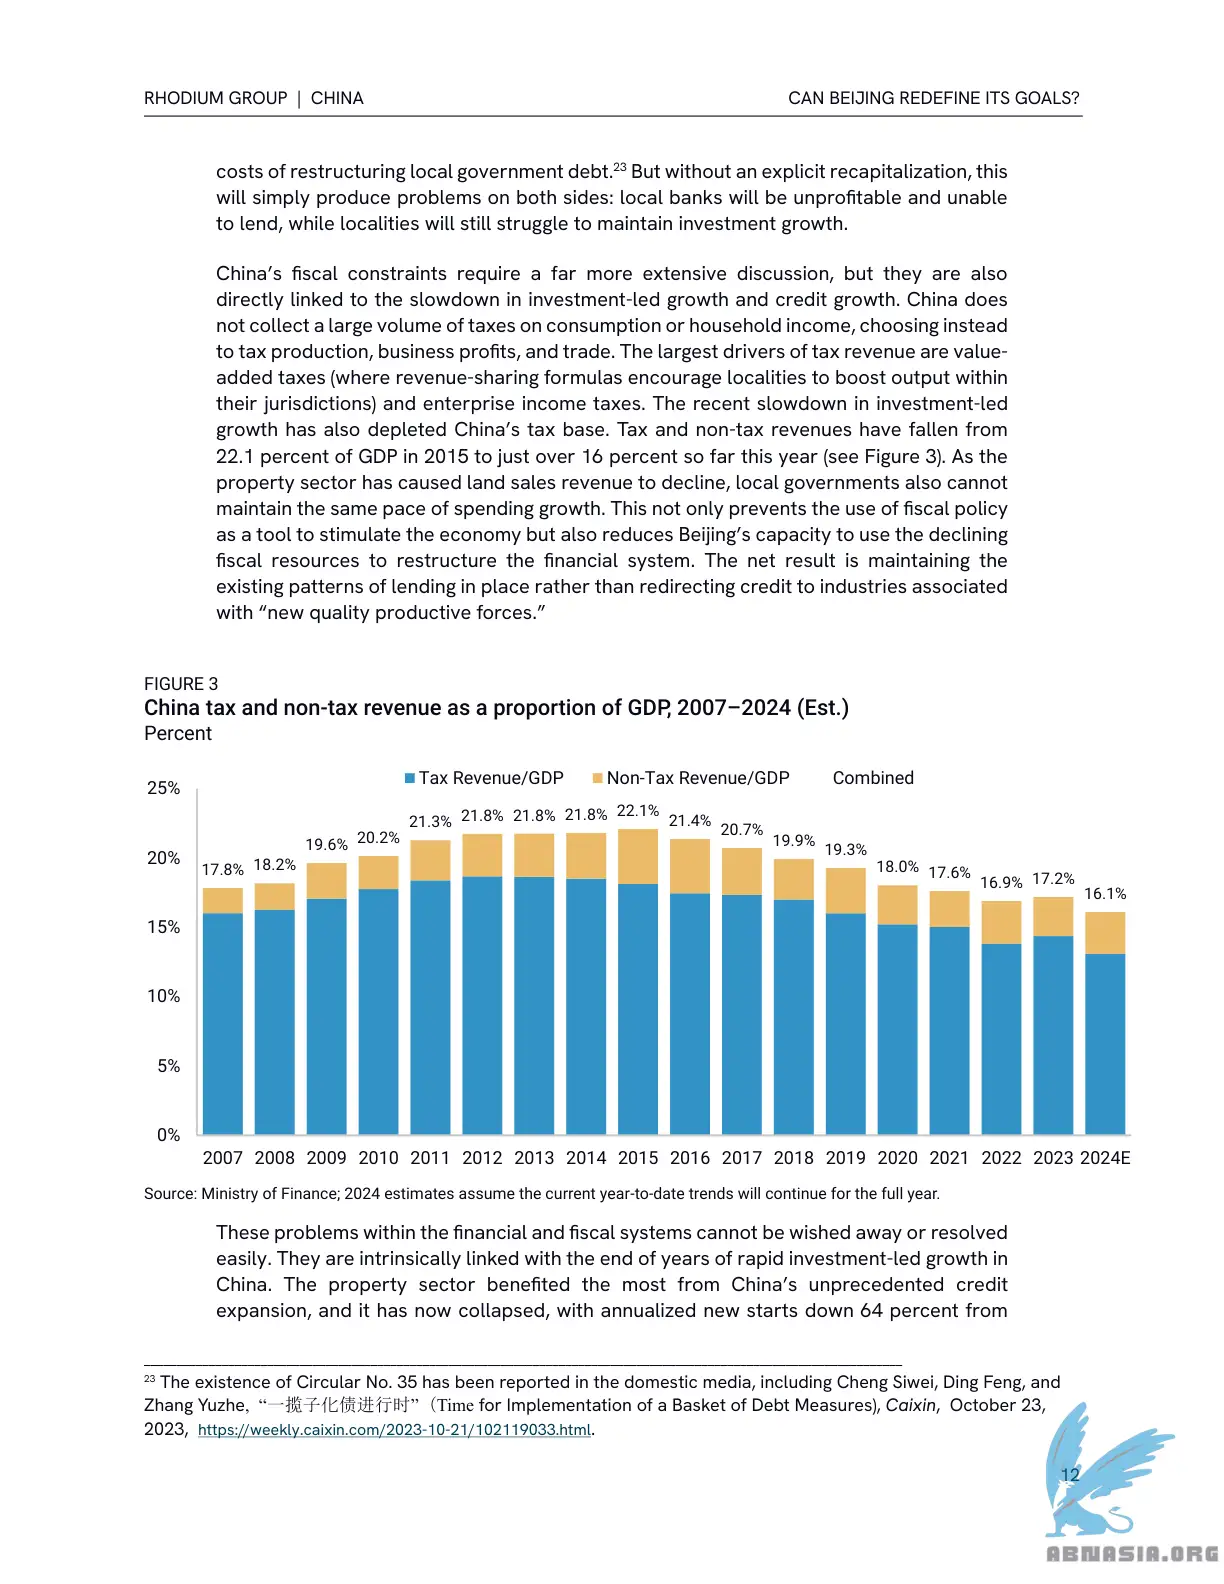 RHODIUM GROUP | CHINA
CAN BEIJING REDEFINE ITS GOALS?
costs of restructuring local government debt.23 But without an explicit recapitalization, this
will simply produce problems on both sides: local banks will be unprofitable and unable
to lend, while localities will still struggle to maintain investment growth.
China’s fiscal constraints require a far more extensive discussion, but they are also
directly linked to the slowdown in investment-led growth and credit growth. China does
not collect a large volume of taxes on consumption or household income, choosing instead
to tax production, business profits, and trade. The largest drivers of tax revenue are value-
added taxes (where revenue-sharing formulas encourage localities to boost output within
their jurisdictions) and enterprise income taxes. The recent slowdown in investment-led
growth has also depleted China’s tax base. Tax and non-tax revenues have fallen from
22.1 percent of GDP in 2015 to just over 16 percent so far this year (see Figure 3). As the
property sector has caused land sales revenue to decline, local governments also cannot
maintain the same pace of spending growth. This not only prevents the use of fiscal policy
as a tool to stimulate the economy but also reduces Beijing’s capacity to use the declining
fiscal resources to restructure the financial system. The net result is maintaining the
existing patterns of lending in place rather than redirecting credit to industries associated
with “new quality productive forces.”
FIGURE 3
China tax and non-tax revenue as a proportion of GDP, 2007–2024 (Est.)
Percent
Tax Revenue/GDP Non-Tax Revenue/GDP Combined
25%
20%
15%
10%
5%
0%
17.8% 18.2% 19.6% 20.2% 21.3% 21.8% 21.8% 21.8% 22.1% 21.4% 20.7% 19.9% 19.3% 18.0% 17.6% 16.9% 17.2% 16.1%
2007 2008 2009 2010 2011 2012 2013 2014 2015 2016 2017 2018 2019 2020 2021 2022 2023 2024E
Source: Ministry of Finance; 2024 estimates assume the current year-to-date trends will continue for the full year.
These problems within the financial and fiscal systems cannot be wished away or resolved
easily. They are intrinsically linked with the end of years of rapid investment-led growth in
China. The property sector benefited the most from China’s unprecedented credit
expansion, and it has now collapsed, with annualized new starts down 64 percent from
23 The existence of Circular No. 35 has been reported in the domestic media, including Cheng Siwei, Ding Feng, and
Zhang Yuzhe, “一揽子化债进行时” (Time for Implementation of a Basket of Debt Measures), Caixin, October 23,
2023, https://weekly.caixin.com/2023-10-21/102119033.html.
12
ABNASIA.ORG